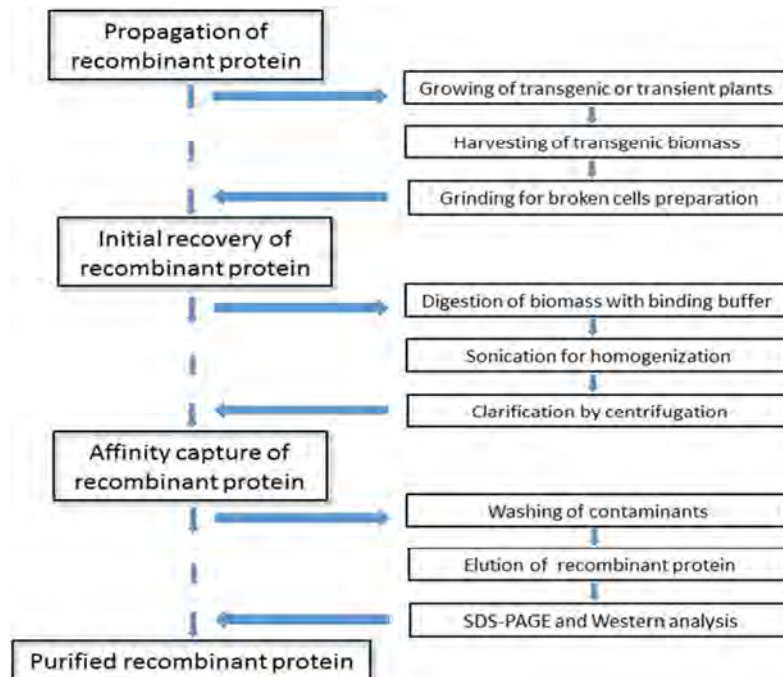 Propagation of
recombinant protein
Growing of transgenic or transient plants
Harvesting of transgenic biomass
Grinding for broken cells preparation
Initial recovery of
recombinant protein
Digestion of biomass with binding buffer
Sonication for homogenization
Clarification by centrifugation
Affinity capture of
recombinant protein
Washing of contaminants
Elution of recombinant protein
SDS-PAGE and Western analysis
Purified recombinant protein